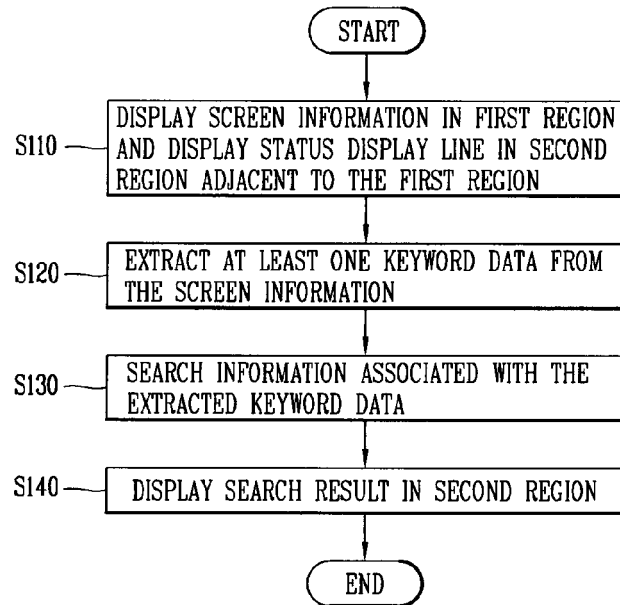 START
S110
DISPLAY SCREEN INFORMATION IN FIRST REGION
AND DISPLAY STATUS DISPLAY LINE IN SECOND
REGION ADJACENT TO THE FIRST REGION
S120
EXTRACT AT LEAST ONE KEYWORD DATA FROM
THE SCREEN INFORMATION
S130
SEARCH INFORMATION ASSOCIATED WITH THE
EXTRACTED KEYWORD DATA
S140
DISPLAY SEARCH RESULT IN SECOND REGION
END